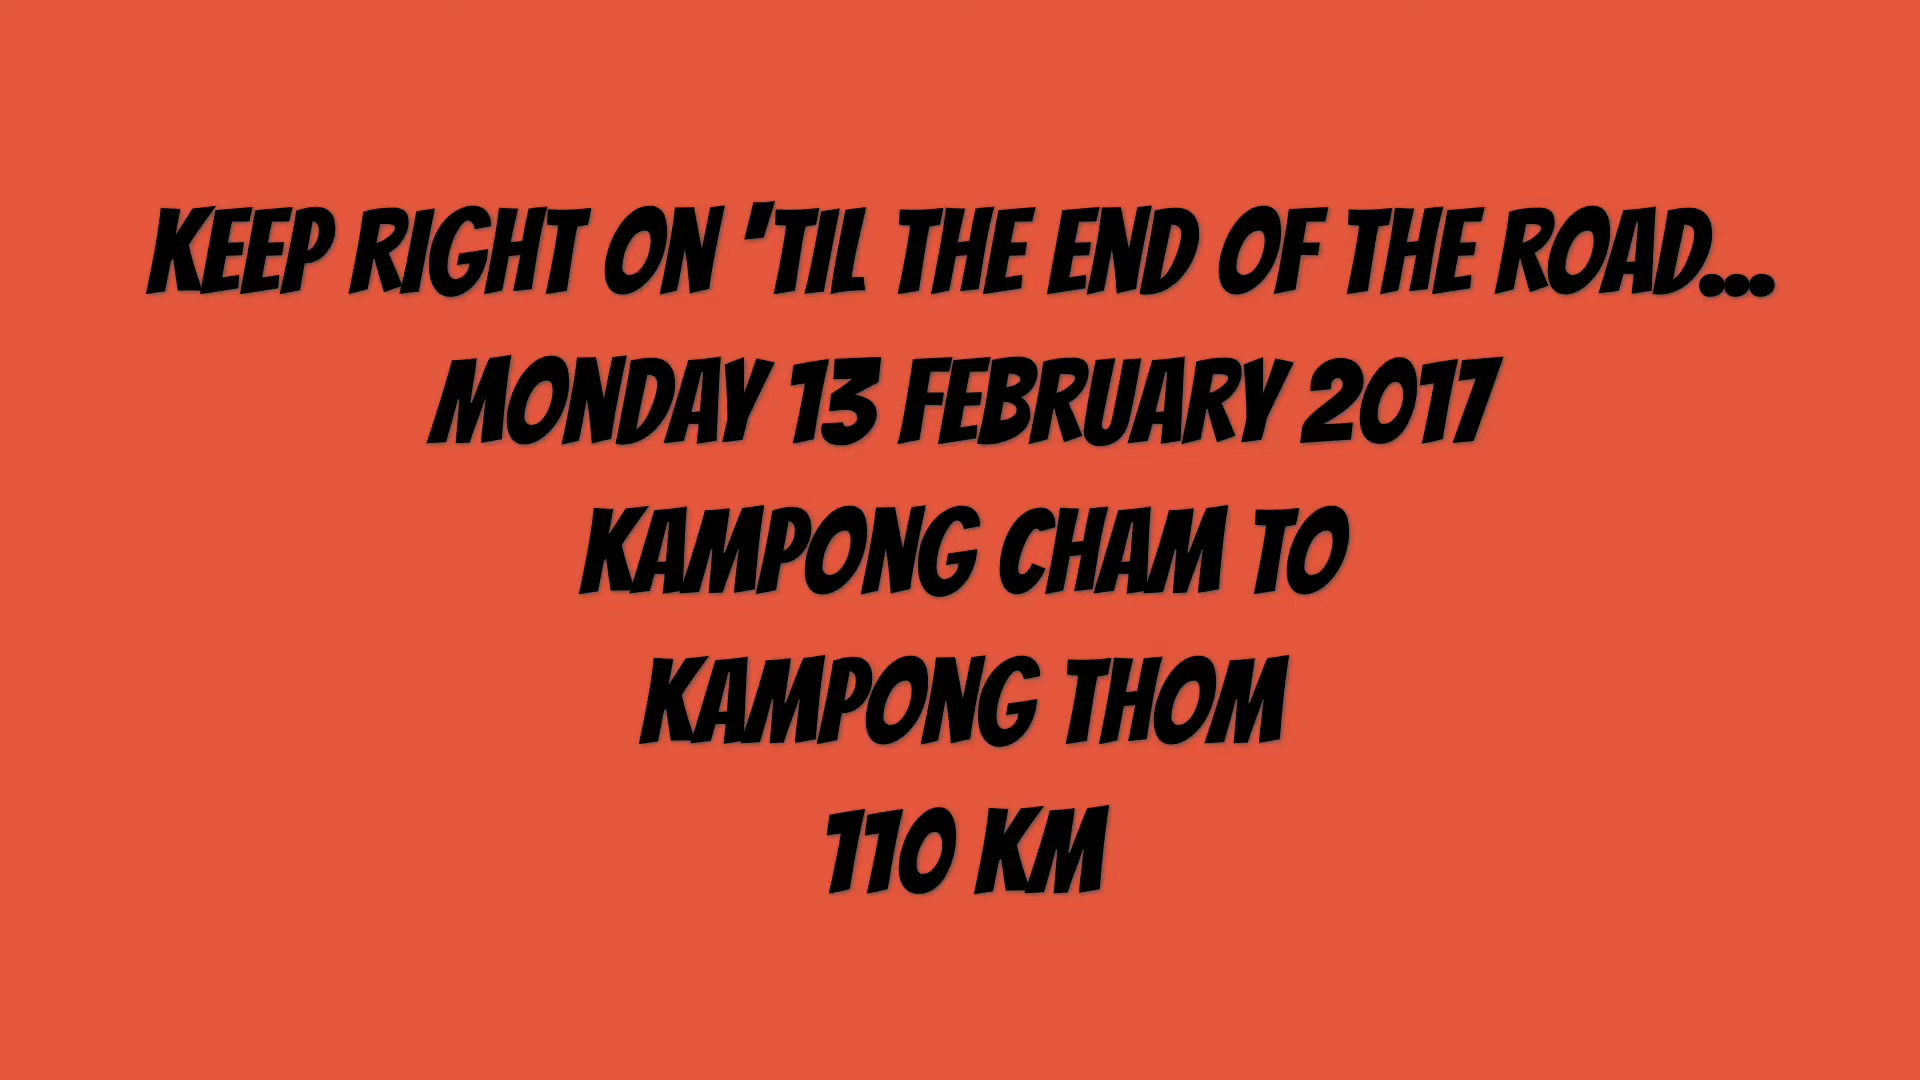 KEEP RIGHT ON 'TIL THE END OF THE ROAD...
MONDAY 13 FEBRUARY 2017
KAMPONG CHAM TO
KAMPONG THOM
110 KM